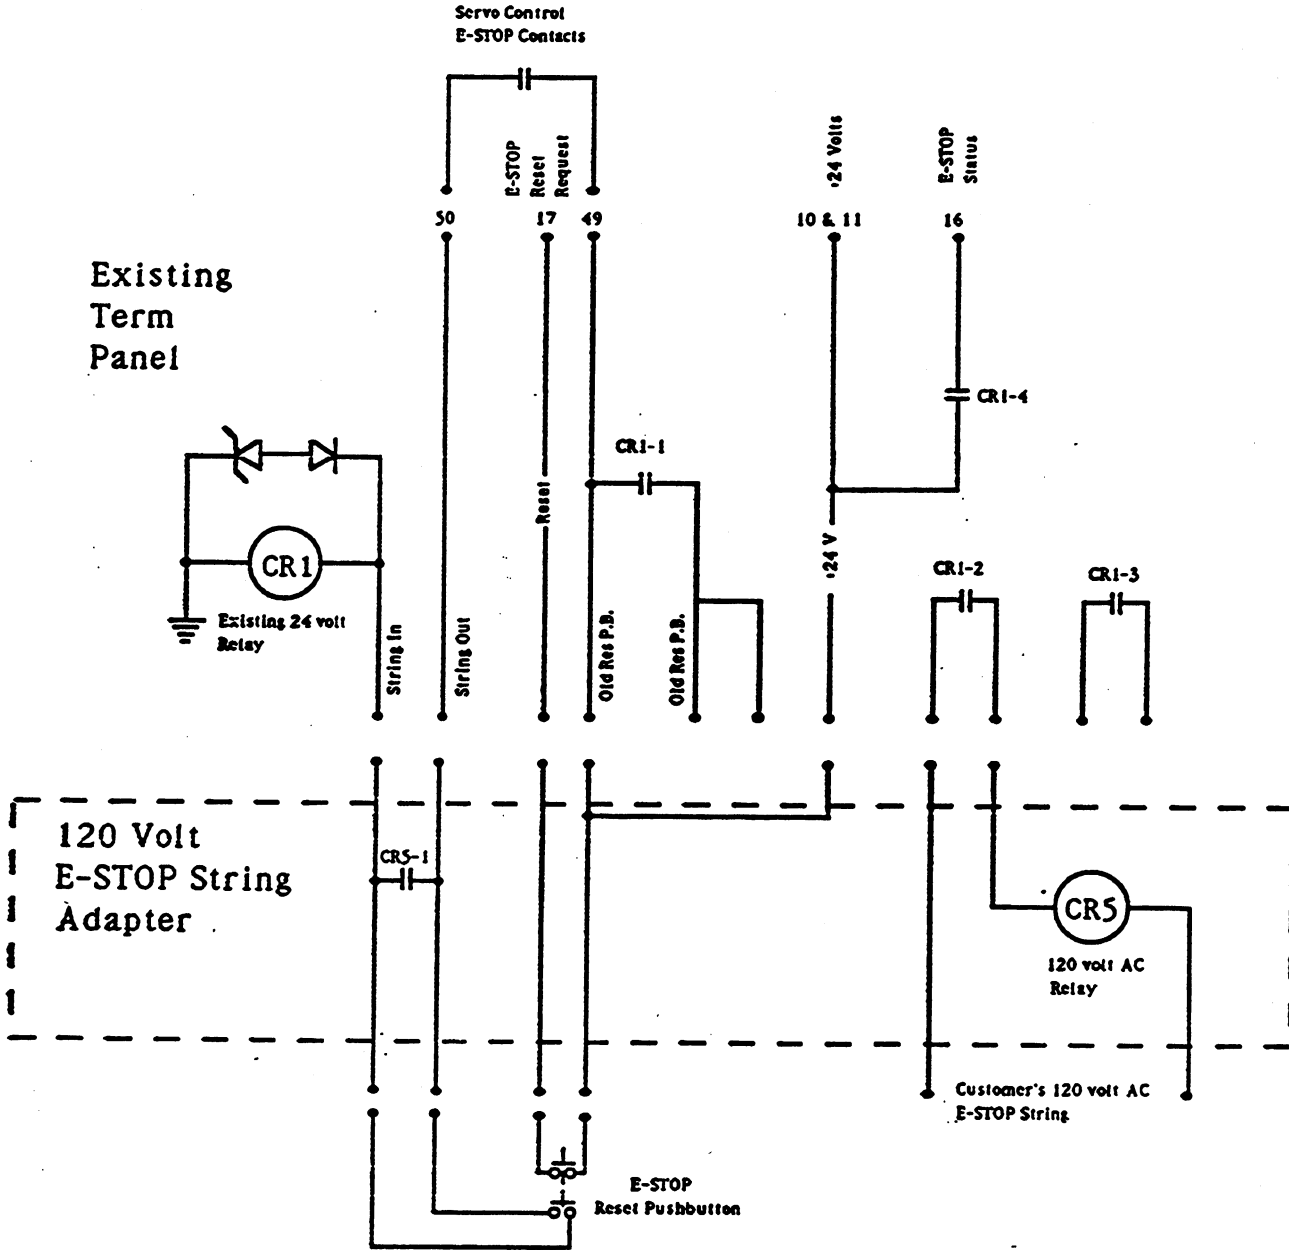 Servo Control
E-STOP Contacts
E-STOP
Reset
Request
+24 Volts
E-STOP
Status
50
17
49
10 & 11
16
Existing
Term
Panel
CR1-4
CR1-1
Reset
+24 V
CR1
CR1-2
CR1-3
Existing 24 volt
Relay
String In
String Out
Old Res P.B.
Old Res P.B.
120 Volt
E-STOP String
Adapter
CR5-1
CR5
120 volt AC
Relay
Customer's 120 volt AC
E-STOP String
E-STOP
Reset Pushbutton